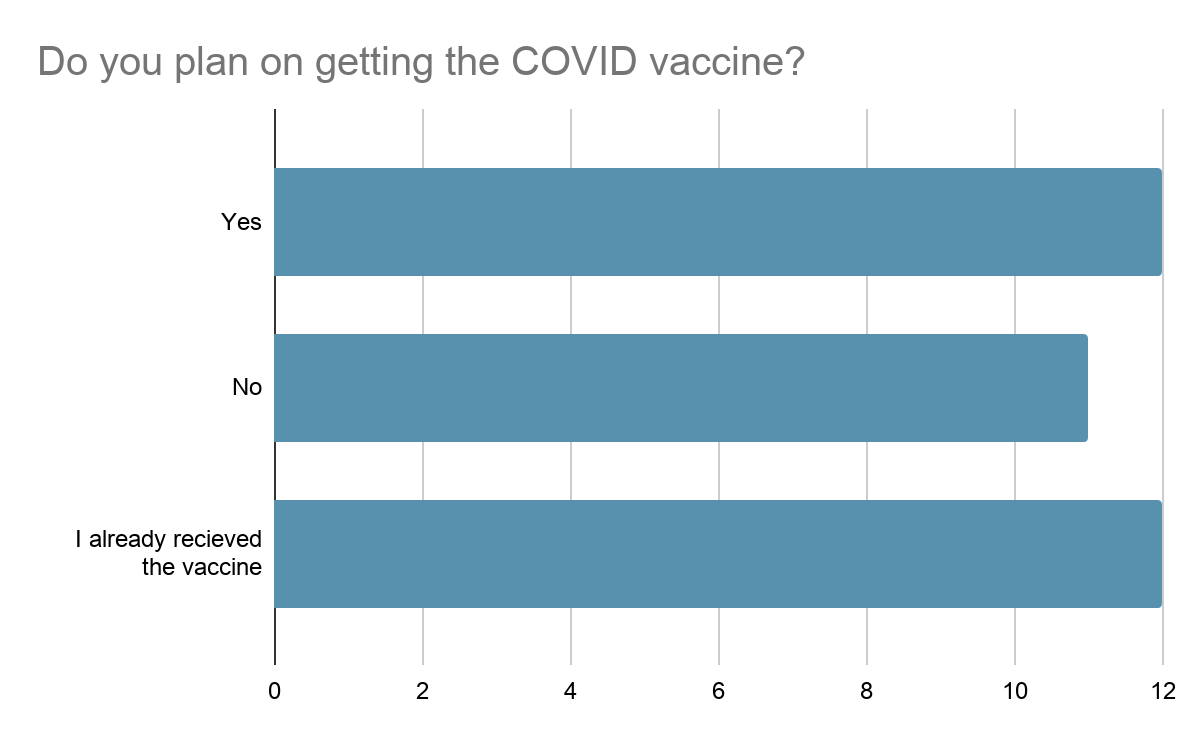 Do you plan on getting the COVID vaccine?
Yes
No
I already recieved
the vaccine
0 2 4 6 8 10 12